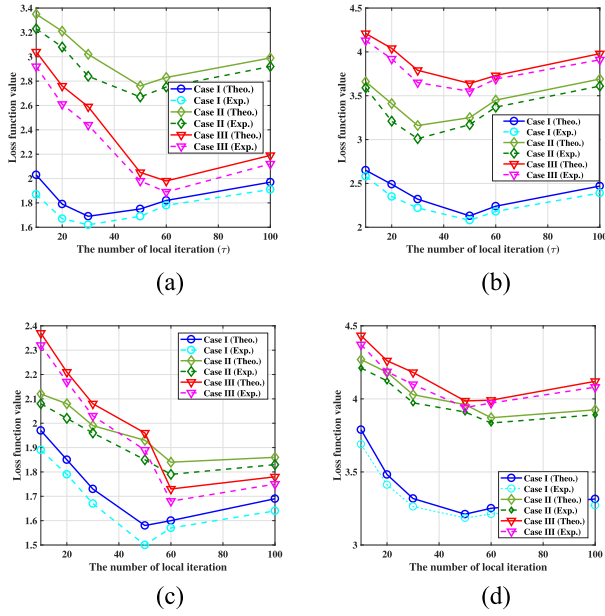 3.4
3.2
3
2.8
2.6
2.4
2.2
2
1.8
1.6
Loss function value
Case I (Theo.)
Case I (Exp.)
Case II (Theo.)
Case II (Exp.)
Case III (Theo.)
Case III (Exp.)
20 40 60 80 100
The number of local iteration (τ)
(a)
4.5
4
3.5
3
2.5
2
Loss function value
Case I (Theo.)
Case I (Exp.)
Case II (Theo.)
Case II (Exp.)
Case III (Theo.)
Case III (Exp.)
20 40 60 80 100
The number of local iteration (τ)
(b)
2.4
2.3
2.2
2.1
2
1.9
1.8
1.7
1.6
1.5
Loss function value
Case I (Theo.)
Case I (Exp.)
Case II (Theo.)
Case II (Exp.)
Case III (Theo.)
Case III (Exp.)
20 40 60 80 100
The number of local iteration
(c)
4.5
4
3.5
3
Loss function value
Case I (Theo.)
Case I (Exp.)
Case II (Theo.)
Case II (Exp.)
Case III (Theo.)
Case III (Exp.)
20 40 60 80 100
The number of local iteration
(d)